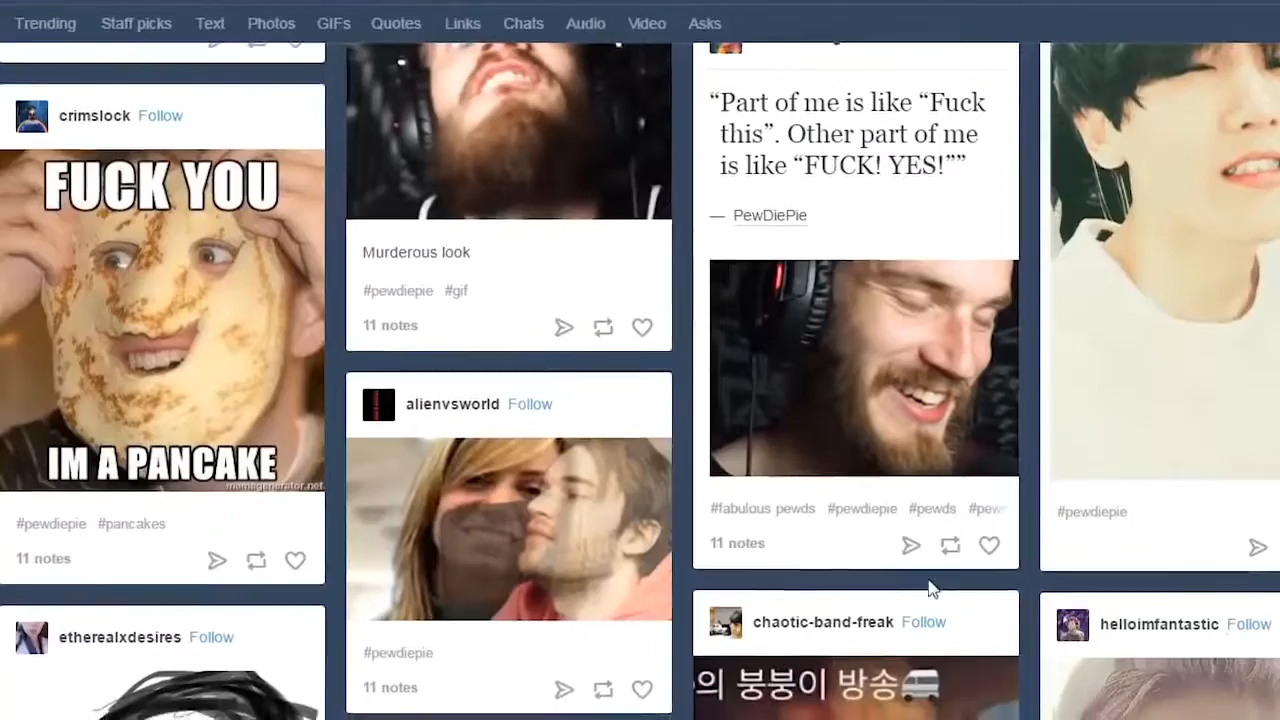 Trending Staff picks Text Photos GIFs Quotes Links Chats Audio Video Asks
crimslock Follow
FUCK YOU
IM A PANCAKE
memegenerator.net
#pewdiepie #pancakes
11 notes
etherealxdesires Follow
Murderous look
#pewdiepie #gif
11 notes
alienvsworld Follow
#pewdiepie
11 notes
“Part of me is like “Fuck
this”. Other part of me
is like “FUCK! YES!””
— PewDiePie
#fabulous pewds #pewdiepie #pewds #pew
11 notes
chaotic-band-freak Follow
의 붕붕이 방송
#pewdiepie
helloimfantastic Follow